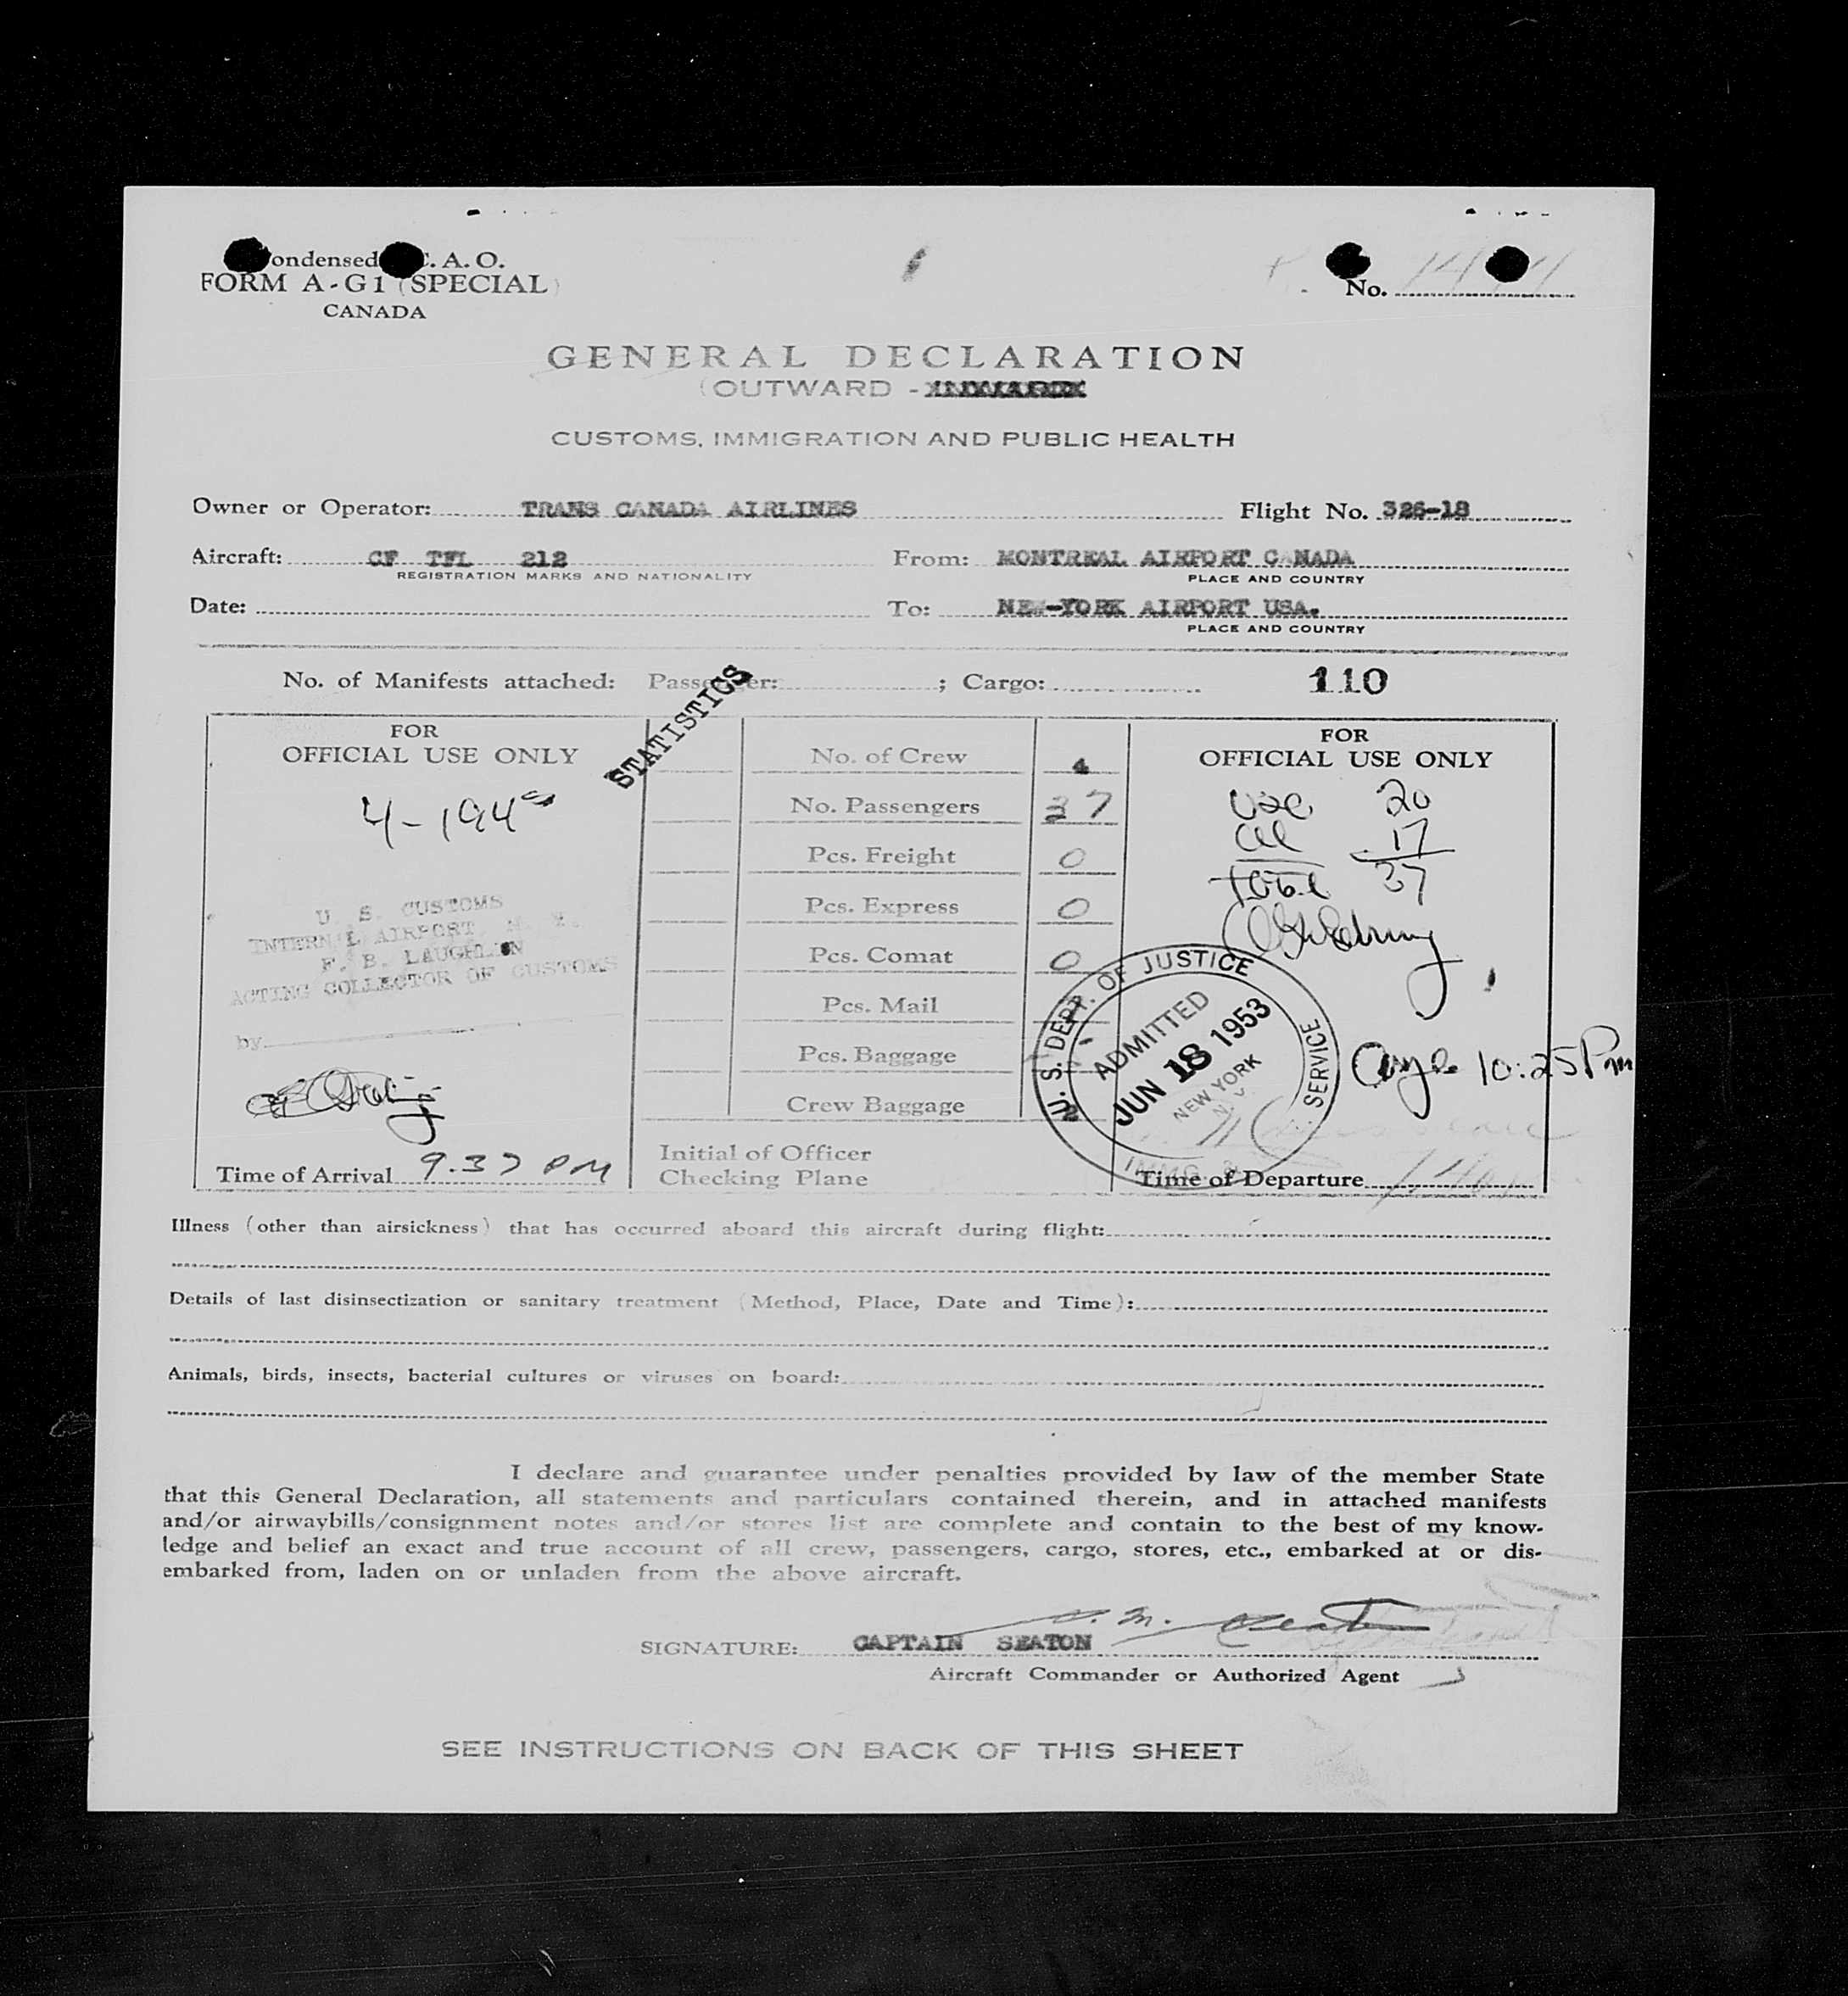 ondensed .A.O.
FORM A-G1 (SPECIAL)
CANADA
No.
GENERAL DECLARATION
(OUTWARD -
CUSTOMS, IMMIGRATION AND PUBLIC HEALTH
Owner or Operator: TRANS CANADA AIRLINES Flight No. 326-18
Aircraft: CF TFL 212 From: MONTREAL AIRPORT CANADA
REGISTRATION MARKS AND NATIONALITY PLACE AND COUNTRY
Date: To: NEW-YORK AIRPORT USA.
PLACE AND COUNTRY
No. of Manifests attached: Passenger: ; Cargo: 110
STATISTICS
FOR
OFFICIAL USE ONLY
U. S. CUSTOMS
INTERN'L AIRPORT, N. Y.
F. B. LAUGHLIN
ACTING COLLECTOR OF CUSTOMS
by
Time of Arrival 9.37 PM
No. of Crew 4
No. Passengers 37
Pcs. Freight 0
Pcs. Express 0
Pcs. Comat 0
Pcs. Mail
Pcs. Baggage
Crew Baggage
Initial of Officer
Checking Plane
FOR
OFFICIAL USE ONLY
USC 20
All 17
Total 37
U. S. DEPT. OF JUSTICE
ADMITTED
JUN 18 1953
NEW YORK
N. Y.
IMMG. & SERVICE
10:25 Pm
Time of Departure
Illness (other than airsickness) that has occurred aboard this aircraft during flight:
Details of last disinsectization or sanitary treatment (Method, Place, Date and Time):
Animals, birds, insects, bacterial cultures or viruses on board:
I declare and guarantee under penalties provided by law of the member State
that this General Declaration, all statements and particulars contained therein, and in attached manifests
and/or airwaybills/consignment notes and/or stores list are complete and contain to the best of my know-
ledge and belief an exact and true account of all crew, passengers, cargo, stores, etc., embarked at or dis-
embarked from, laden on or unladen from the above aircraft.
SIGNATURE: CAPTAIN SEATON
Aircraft Commander or Authorized Agent
SEE INSTRUCTIONS ON BACK OF THIS SHEET